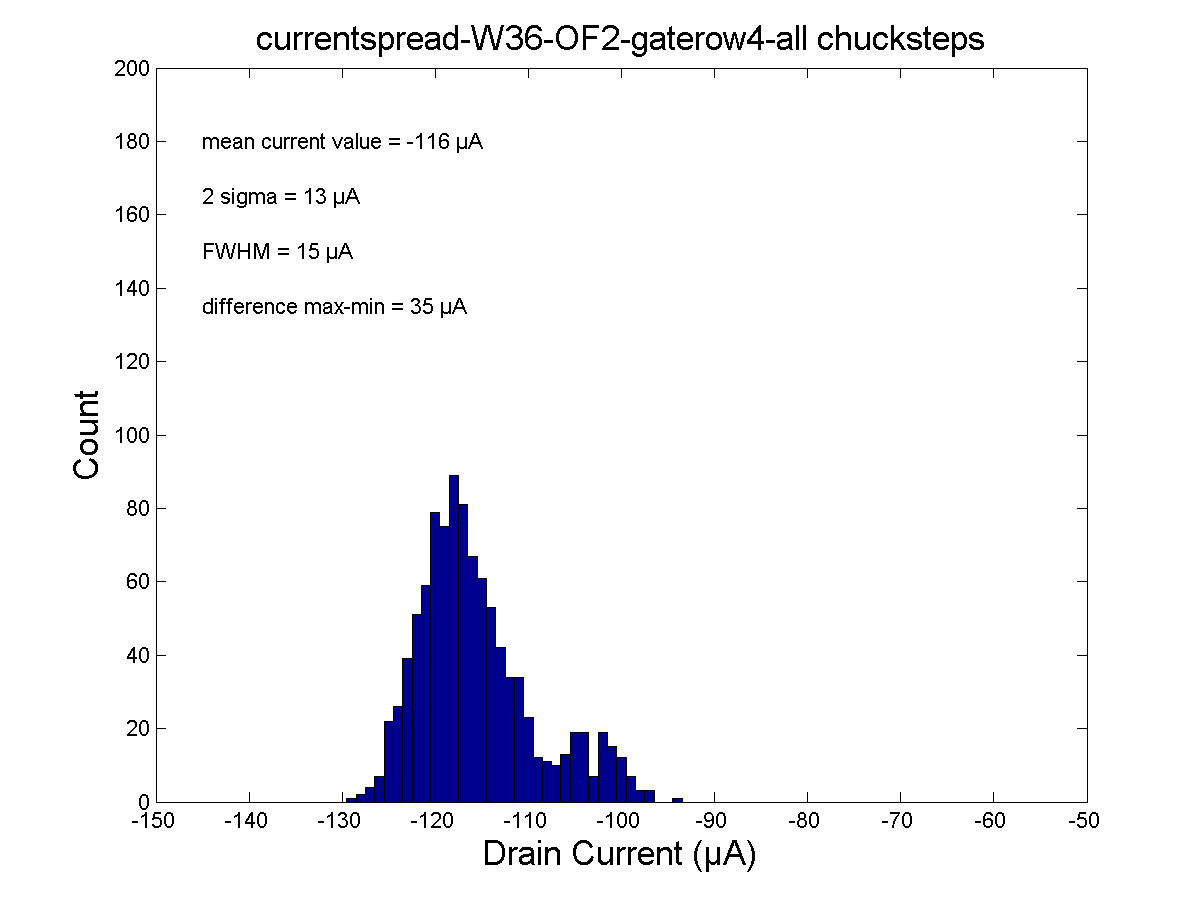 currentspread-W36-OF2-gaterow4-all chucksteps
200
180
160
140
120
100
80
60
40
20
0
mean current value = -116 µA
2 sigma = 13 µA
FWHM = 15 µA
difference max-min = 35 µA
Count
-150 -140 -130 -120 -110 -100 -90 -80 -70 -60 -50
Drain Current (µA)